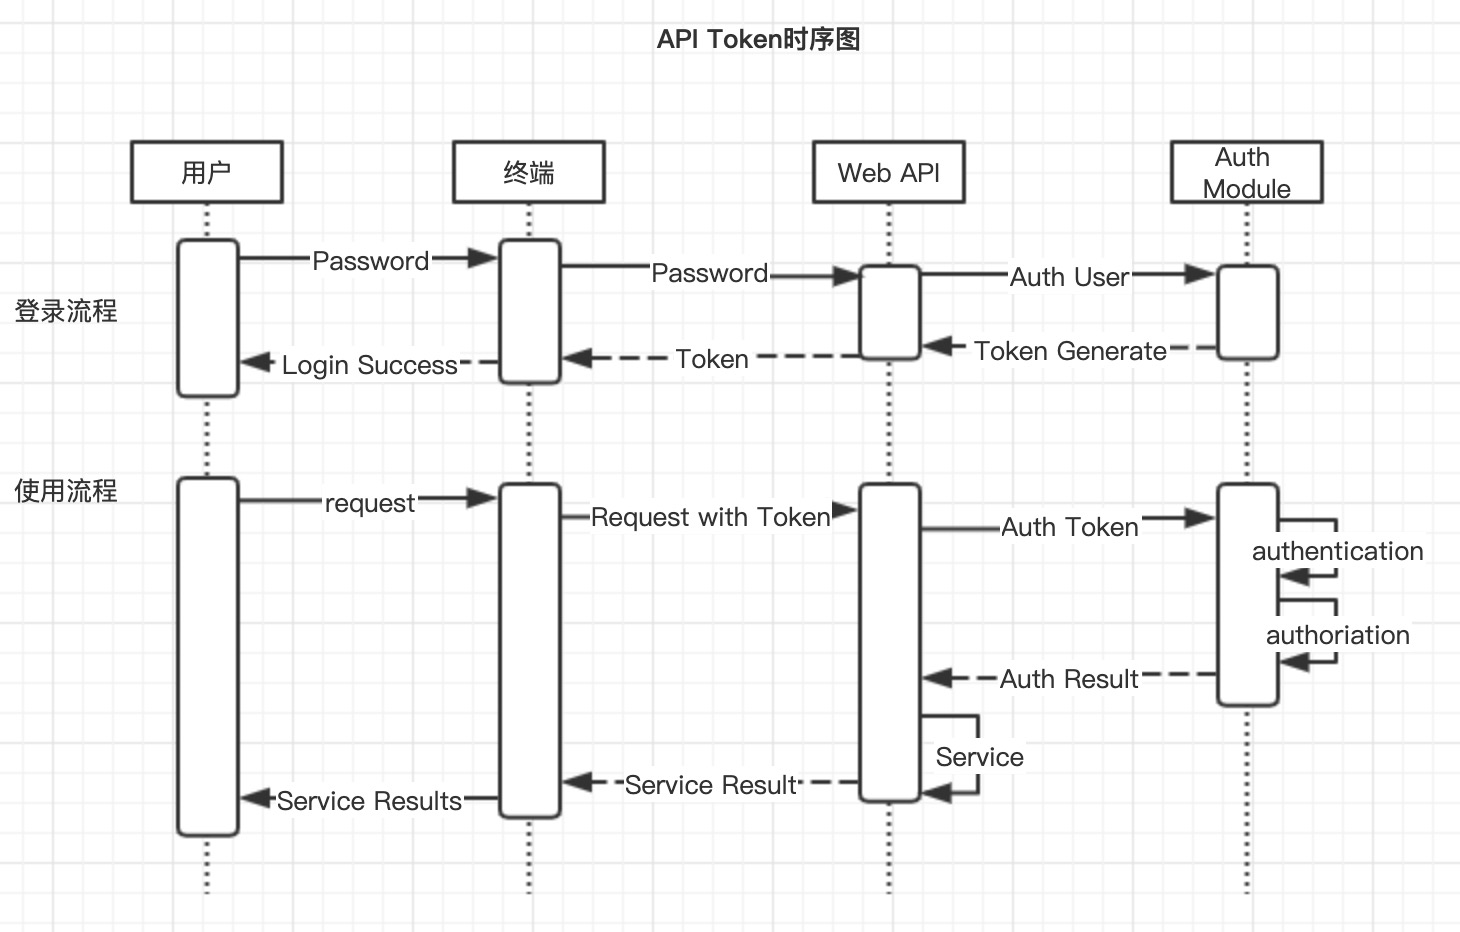 API Token时序图
用户
终端
Web API
Auth
Module
登录流程
Password
Password
Auth User
Login Success
Token
Token Generate
使用流程
request
Request with Token
Auth Token
authentication
authoriation
Auth Result
Service
Service Result
Service Results